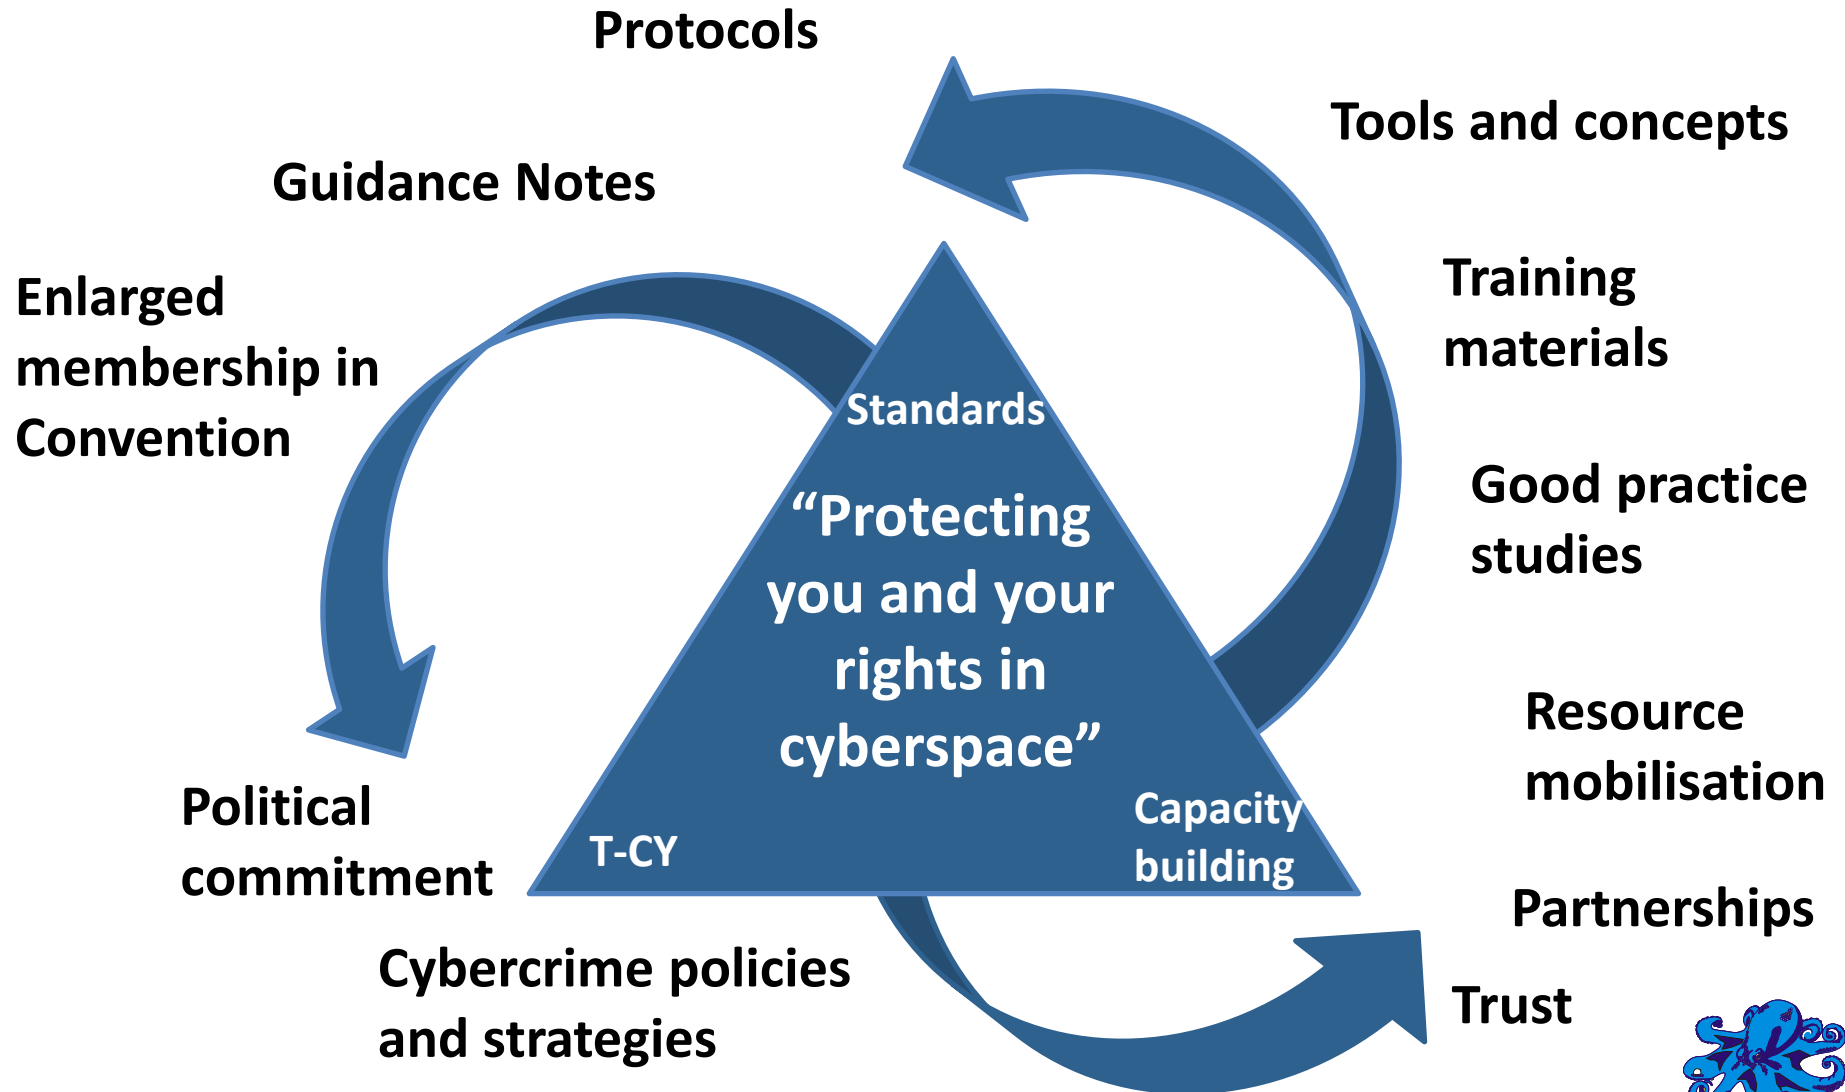 Protocols
Tools and concepts
Guidance Notes
Training
materials
Enlarged
membership in
Convention
Standards
Good practice
studies
“Protecting
you and your
rights in
cyberspace”
Resource
mobilisation
Political
commitment
T-CY
Capacity
building
Partnerships
Cybercrime policies
and strategies
Trust